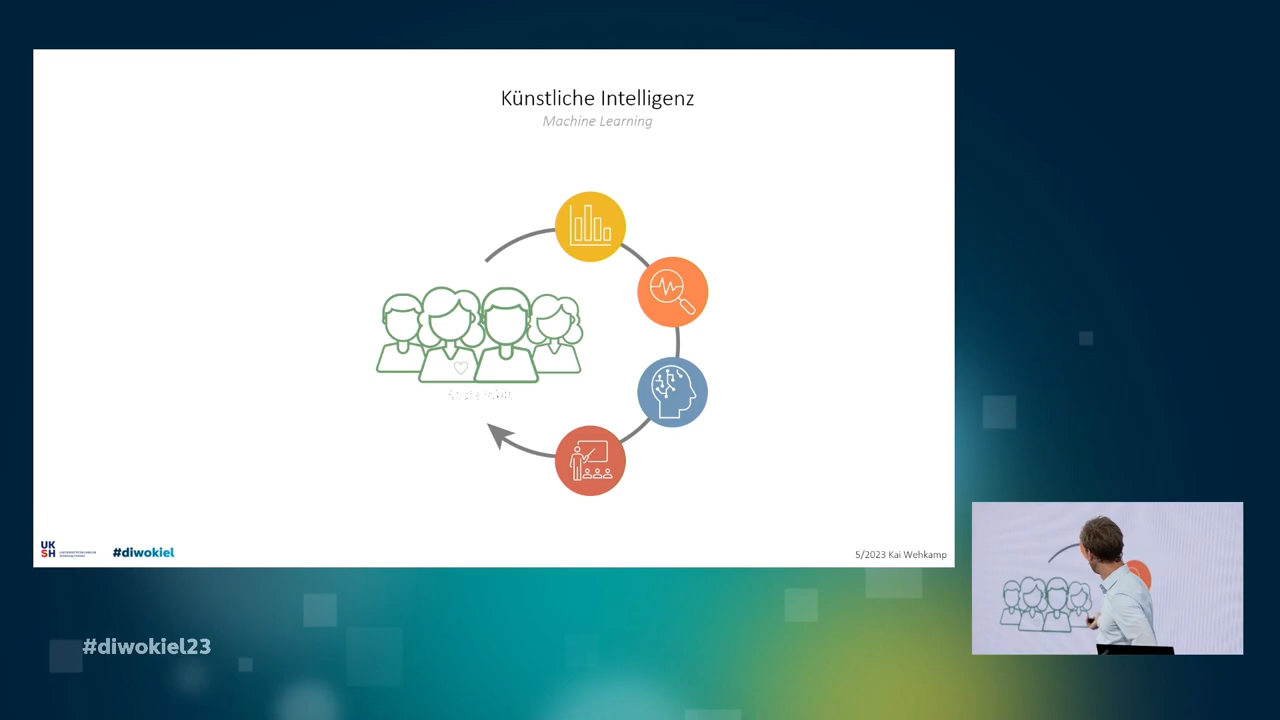 Künstliche Intelligenz
Machine Learning
UK
SH
#diwokiel
5/2023 Kai Wehkamp
#diwokiel23